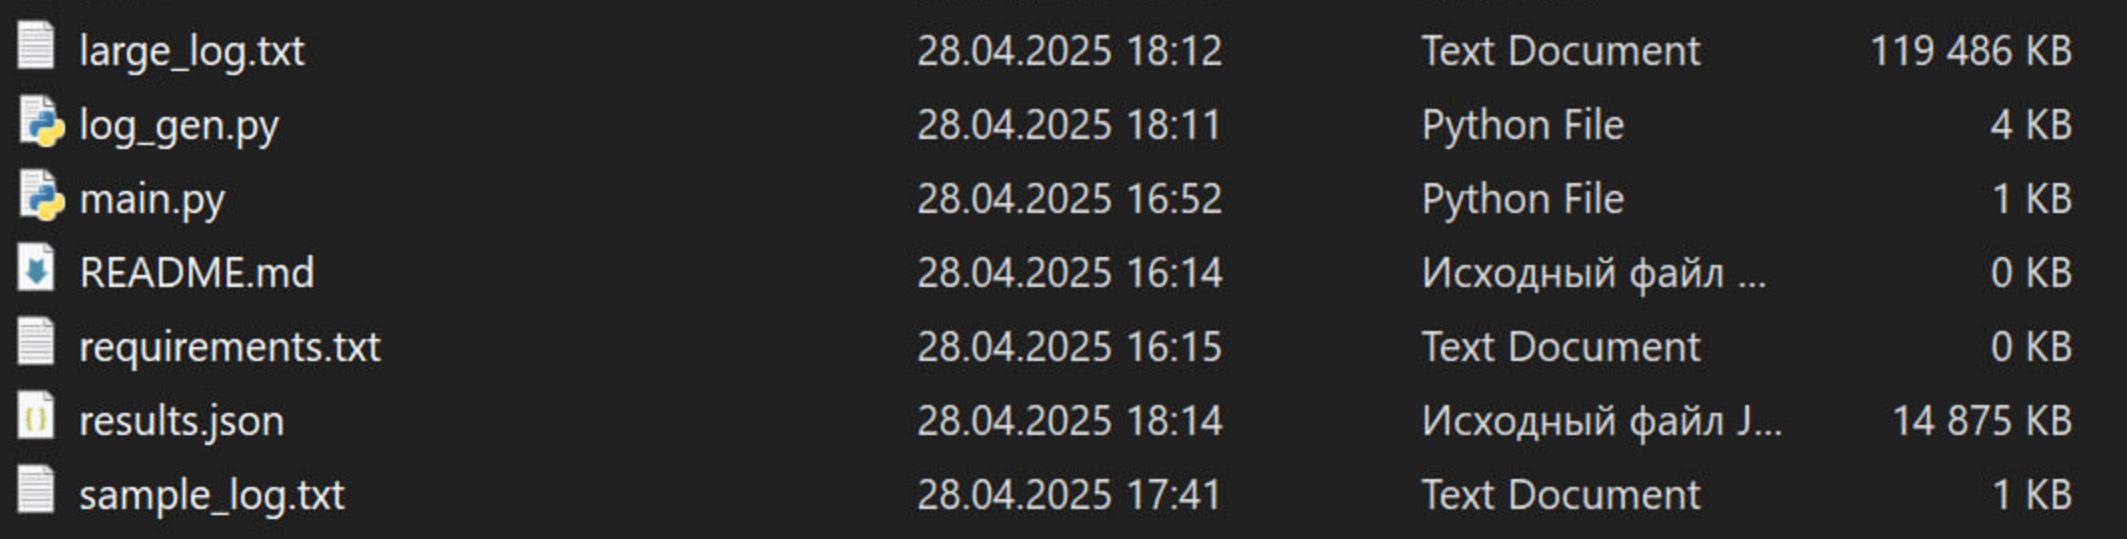 large_log.txt 28.04.2025 18:12 Text Document 119 486 KB
log_gen.py 28.04.2025 18:11 Python File 4 KB
main.py 28.04.2025 16:52 Python File 1 KB
README.md 28.04.2025 16:14 Исходный файл ... 0 KB
requirements.txt 28.04.2025 16:15 Text Document 0 KB
results.json 28.04.2025 18:14 Исходный файл J... 14 875 KB
sample_log.txt 28.04.2025 17:41 Text Document 1 KB